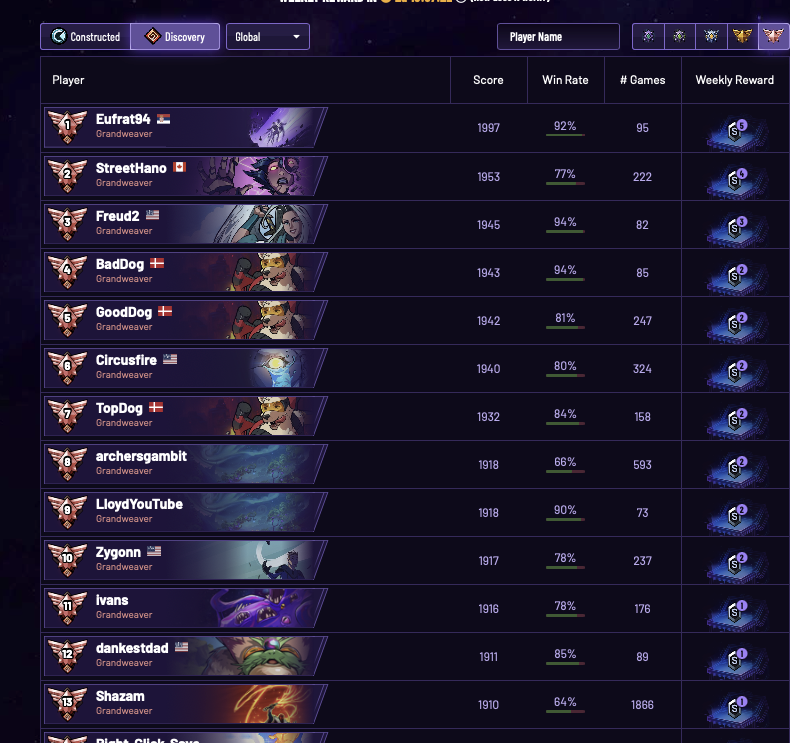 Constructed Discovery Global Player Name
Player Score Win Rate # Games Weekly Reward
1 Eufrat94 1997 92% 95 5
Grandweaver
2 StreetHano 1953 77% 222
Grandweaver
3 Freud2 1945 94% 82 3
Grandweaver
4 BadDog 1943 94% 85 2
Grandweaver
5 GoodDog 1942 81% 247 2
Grandweaver
6 Circusfire 1940 80% 324 2
Grandweaver
7 TopDog 1932 84% 158 2
Grandweaver
8 archersgambit 1918 66% 593 2
Grandweaver
9 LloydYouTube 1918 90% 73 2
Grandweaver
10 Zygonn 1917 78% 237 2
Grandweaver
11 ivans 1916 78% 176 1
Grandweaver
12 dankestdad 1911 85% 89 1
Grandweaver
13 Shazam 1910 64% 1866 1
Grandweaver